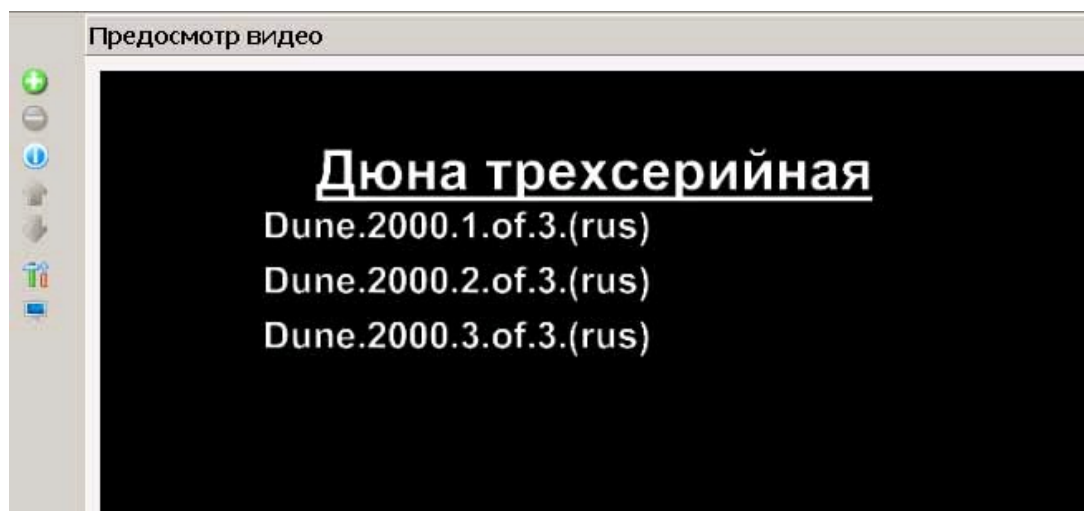 Предосмотр видео
Дюна трехсерийная
Dune.2000.1.of.3.(rus)
Dune.2000.2.of.3.(rus)
Dune.2000.3.of.3.(rus)